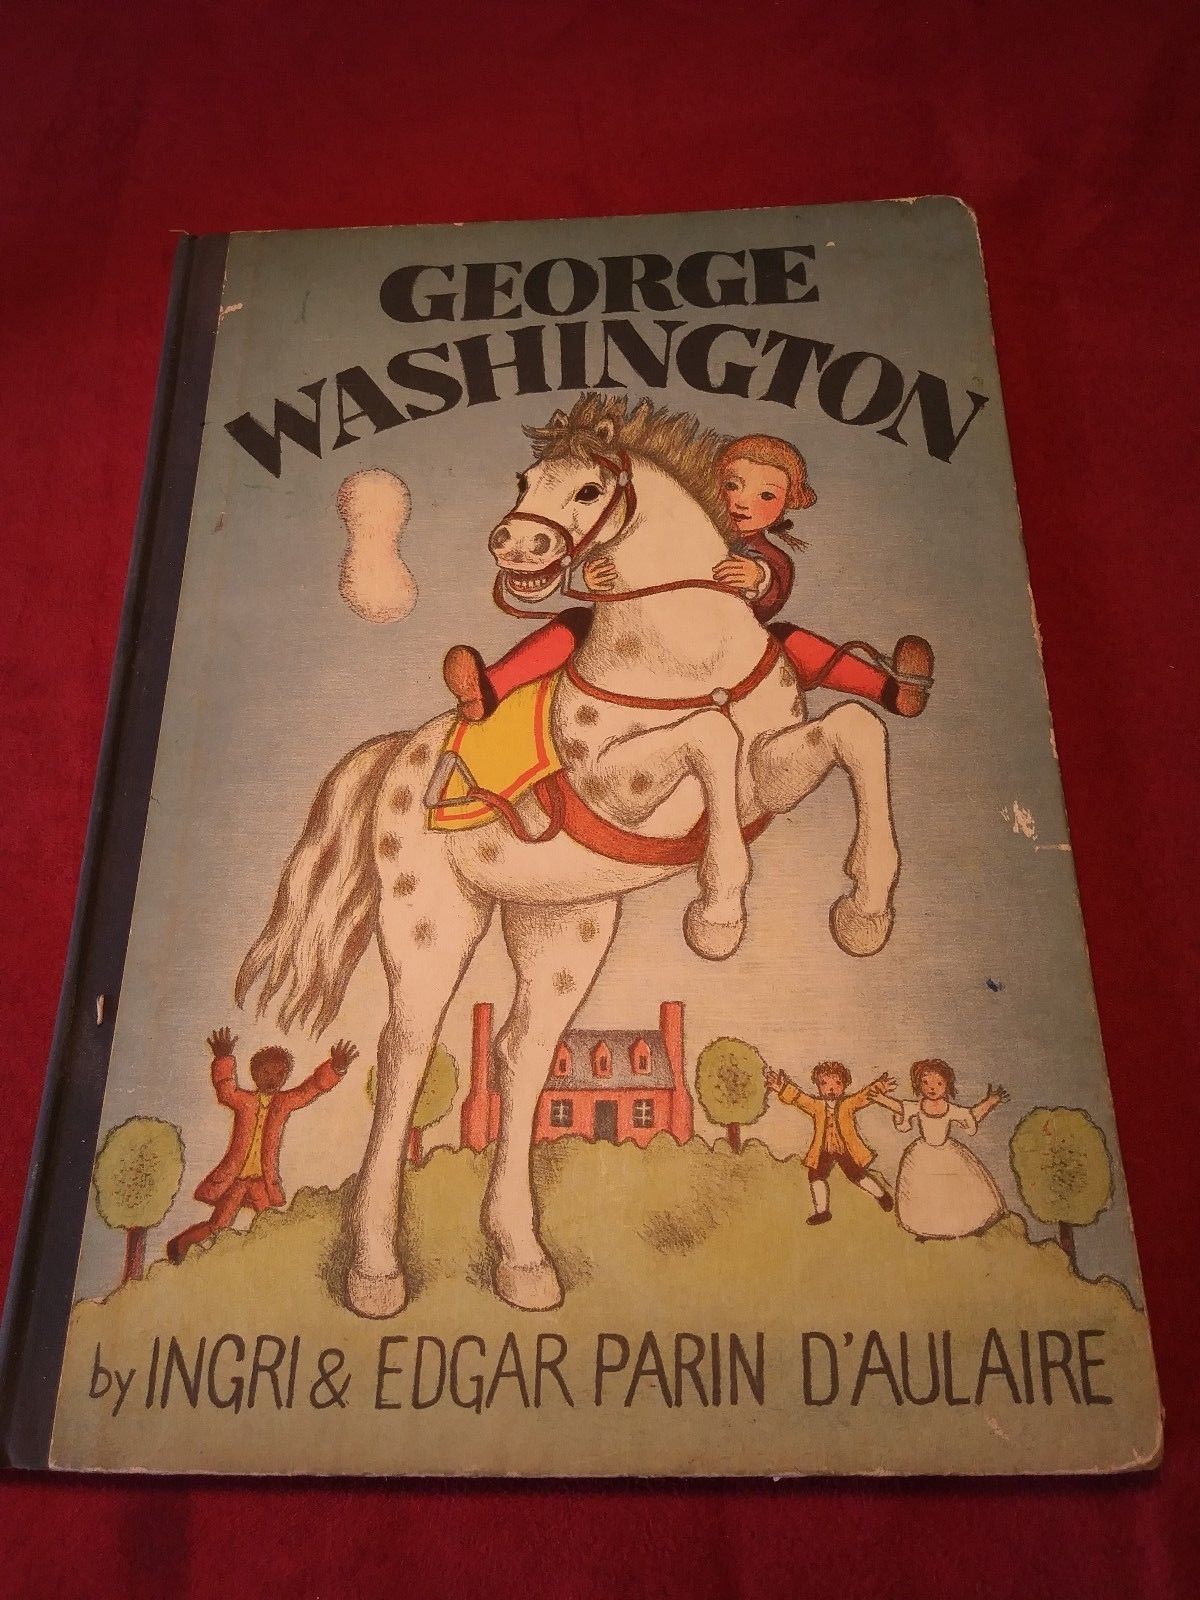 GEORGE
WASHINGTON
by INGRI & EDGAR PARIN D'AULAIRE